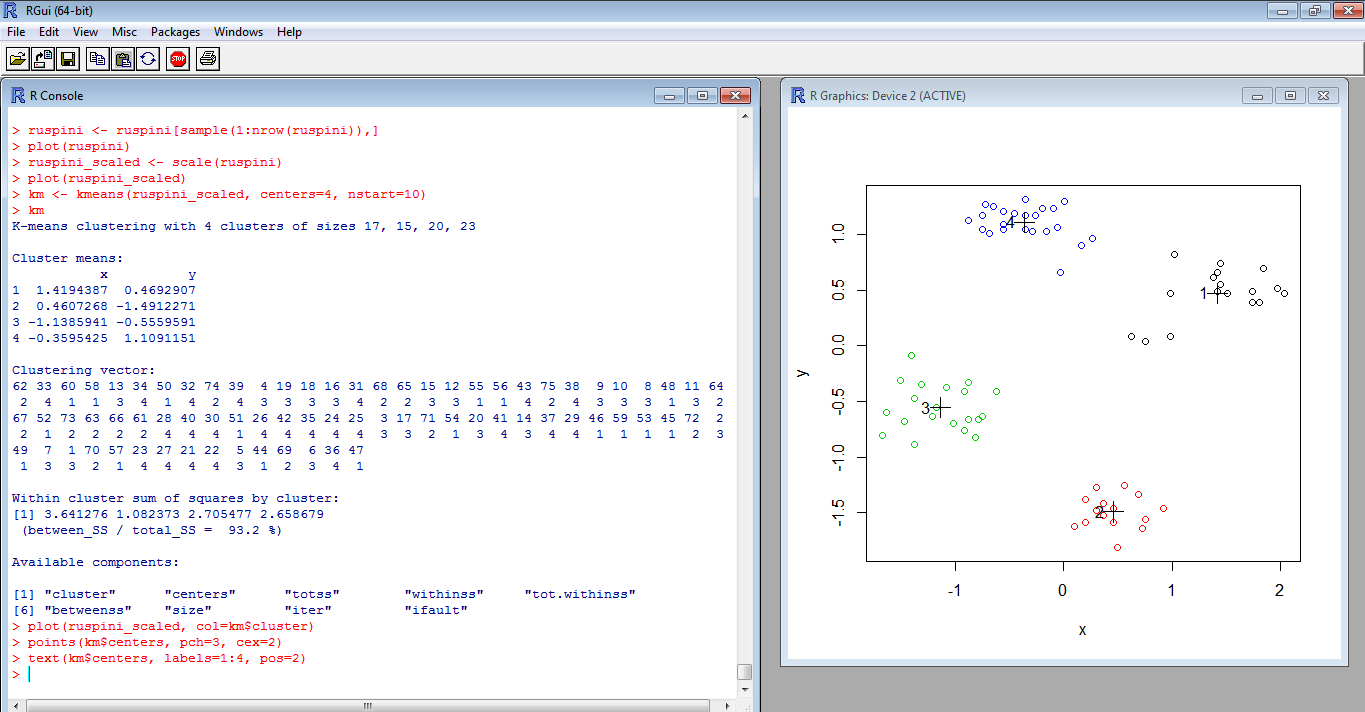 RGui (64-bit)
File Edit View Misc Packages Windows Help
STOP
R Console
> ruspini <- ruspini[sample(1:nrow(ruspini)),]
> plot(ruspini)
> ruspini_scaled <- scale(ruspini)
> plot(ruspini_scaled)
> km <- kmeans(ruspini_scaled, centers=4, nstart=10)
> km
K-means clustering with 4 clusters of sizes 17, 15, 20, 23
Cluster means:
x y
1 1.4194387 0.4692907
2 0.4607268 -1.4912271
3 -1.1385941 -0.5559591
4 -0.3595425 1.1091151
Clustering vector:
62 33 60 58 13 34 50 32 74 39 4 19 18 16 31 68 65 15 12 55 56 43 75 38 9 10 8 48 11 64
2 4 1 1 3 4 1 4 2 4 3 3 3 3 4 2 2 3 3 1 1 4 2 4 3 3 3 1 3 2
67 52 73 63 66 61 28 40 30 51 26 42 35 24 25 3 17 71 54 20 41 14 37 29 46 59 53 45 72 2
2 1 2 2 2 2 4 4 4 1 4 4 4 4 4 3 3 2 1 3 4 3 4 4 1 1 1 1 2 3
49 7 1 70 57 23 27 21 22 5 44 69 6 36 47
1 3 3 2 1 4 4 4 4 3 1 2 3 4 1
Within cluster sum of squares by cluster:
[1] 3.641276 1.082373 2.705477 2.658679
(between_SS / total_SS = 93.2 %)
Available components:
[1] "cluster" "centers" "totss" "withinss" "tot.withinss"
[6] "betweenss" "size" "iter" "ifault"
> plot(ruspini_scaled, col=km$cluster)
> points(km$centers, pch=3, cex=2)
> text(km$centers, labels=1:4, pos=2)
>
R Graphics: Device 2 (ACTIVE)
1.0
0.5
0.0
-0.5
-1.0
-1.5
y
4
1
3
2
-1 0 1 2
x